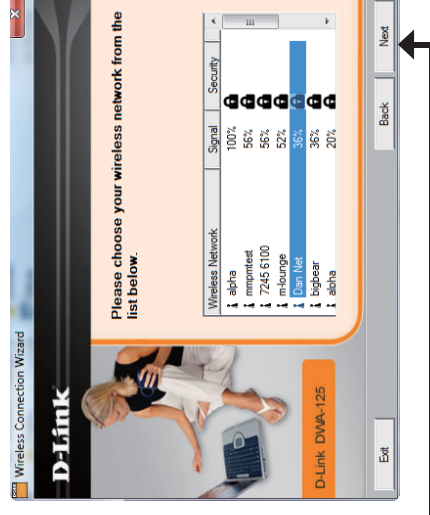 Wireless Connection Wizard
D-Link
Please choose your wireless network from the
list below.
Wireless Network Signal Security
alpha 100%
mmpmtest 56%
7245 6100 56%
m-lounge 52%
Dan Net 36%
bigbear 36%
aloha 20%
D-Link DWA-125
Exit Back Next